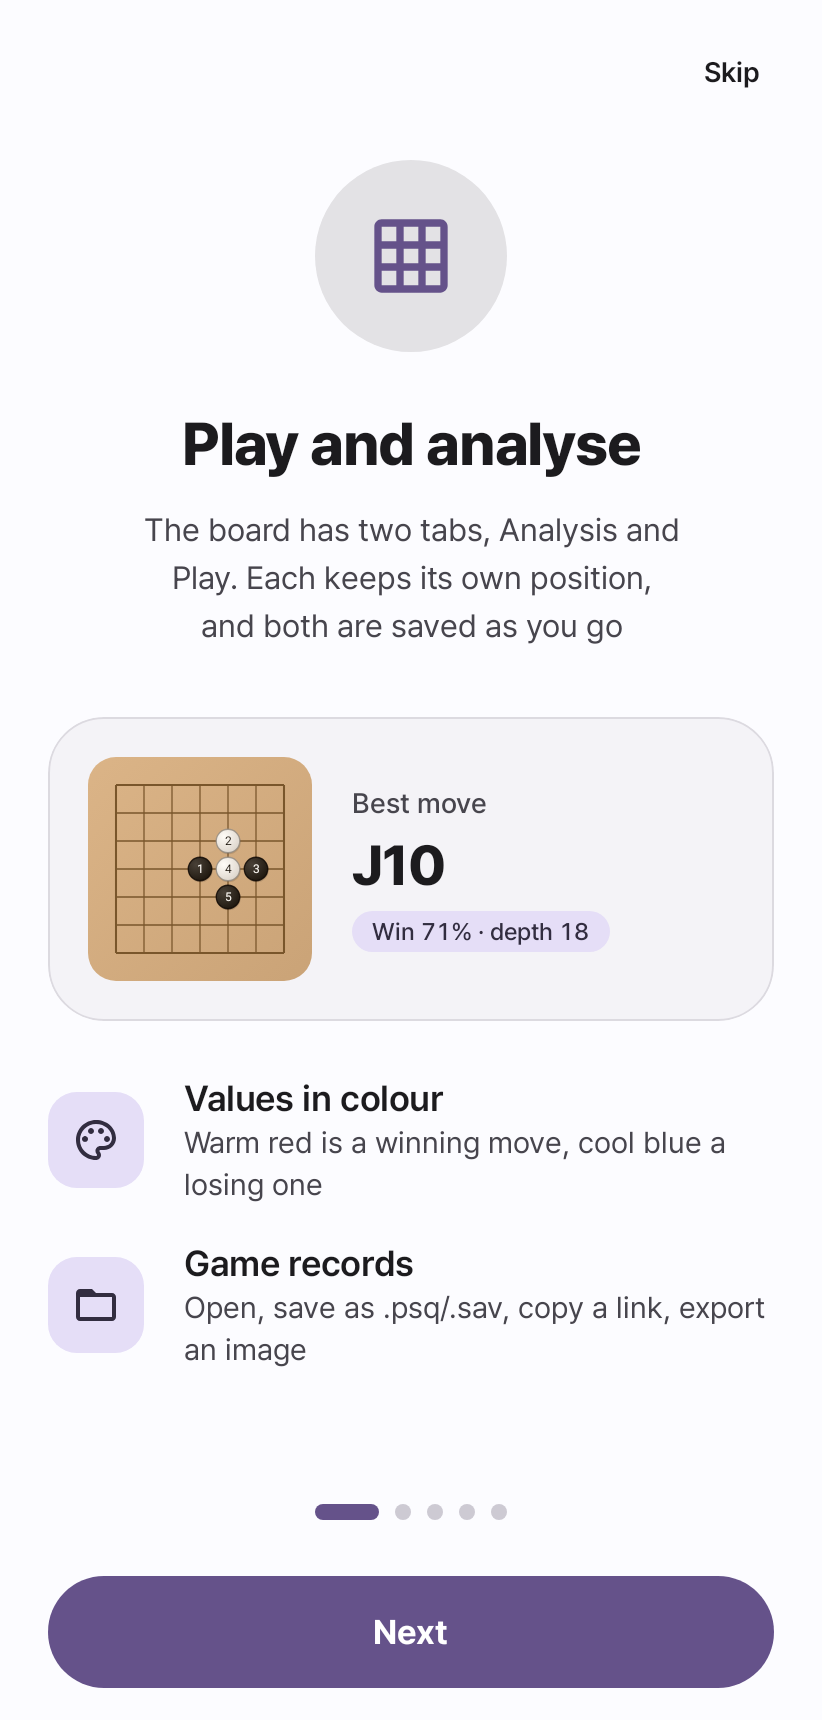 Skip
Play and analyse
The board has two tabs, Analysis and
Play. Each keeps its own position,
and both are saved as you go
Best move
J10
Win 71% · depth 18
2
1 4 3
5
Values in colour
Warm red is a winning move, cool blue a
losing one
Game records
Open, save as .psq/.sav, copy a link, export
an image
Next